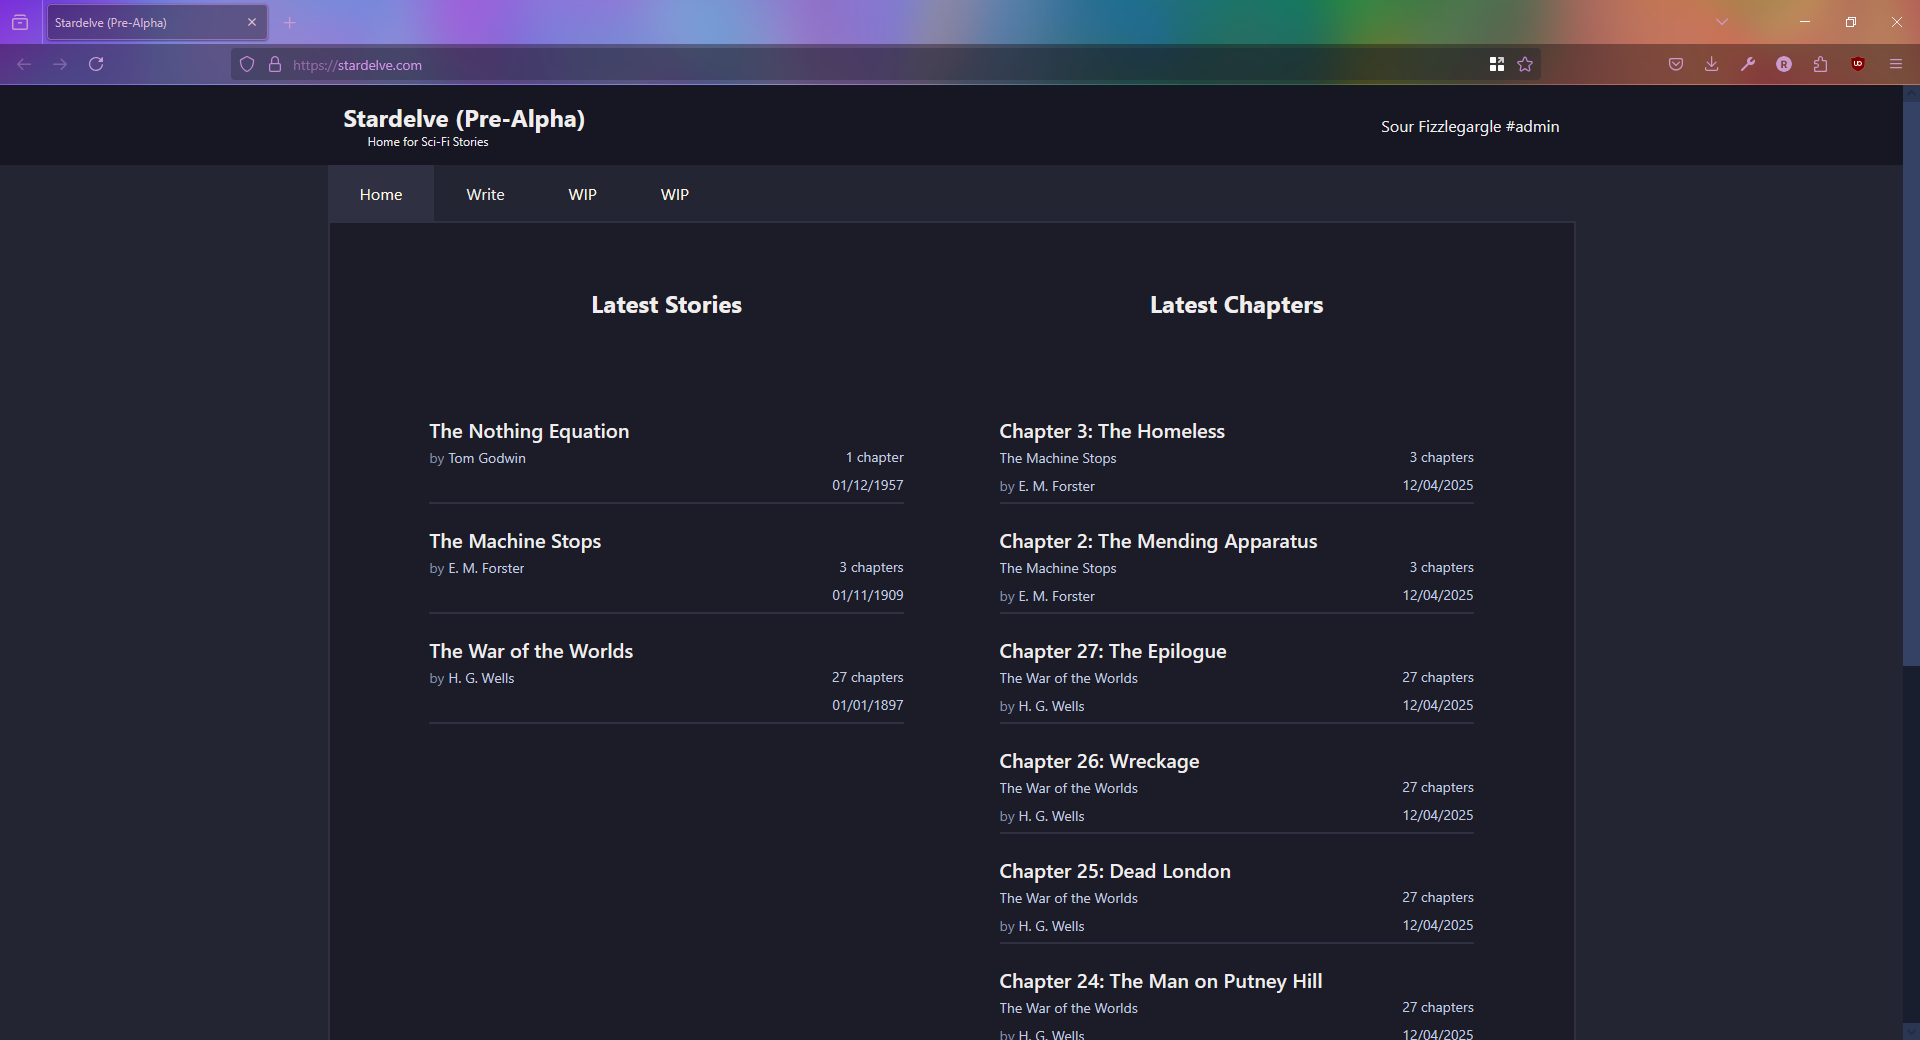 Stardelve (Pre-Alpha)
https://stardelve.com
Stardelve (Pre-Alpha)
Home for Sci-Fi Stories
Sour Fizzlegargle #admin
Home Write WIP WIP
Latest Stories
The Nothing Equation
by Tom Godwin 1 chapter
01/12/1957
The Machine Stops
by E. M. Forster 3 chapters
01/11/1909
The War of the Worlds
by H. G. Wells 27 chapters
01/01/1897
Latest Chapters
Chapter 3: The Homeless
The Machine Stops 3 chapters
by E. M. Forster 12/04/2025
Chapter 2: The Mending Apparatus
The Machine Stops 3 chapters
by E. M. Forster 12/04/2025
Chapter 27: The Epilogue
The War of the Worlds 27 chapters
by H. G. Wells 12/04/2025
Chapter 26: Wreckage
The War of the Worlds 27 chapters
by H. G. Wells 12/04/2025
Chapter 25: Dead London
The War of the Worlds 27 chapters
by H. G. Wells 12/04/2025
Chapter 24: The Man on Putney Hill
The War of the Worlds 27 chapters
by H. G. Wells 12/04/2025